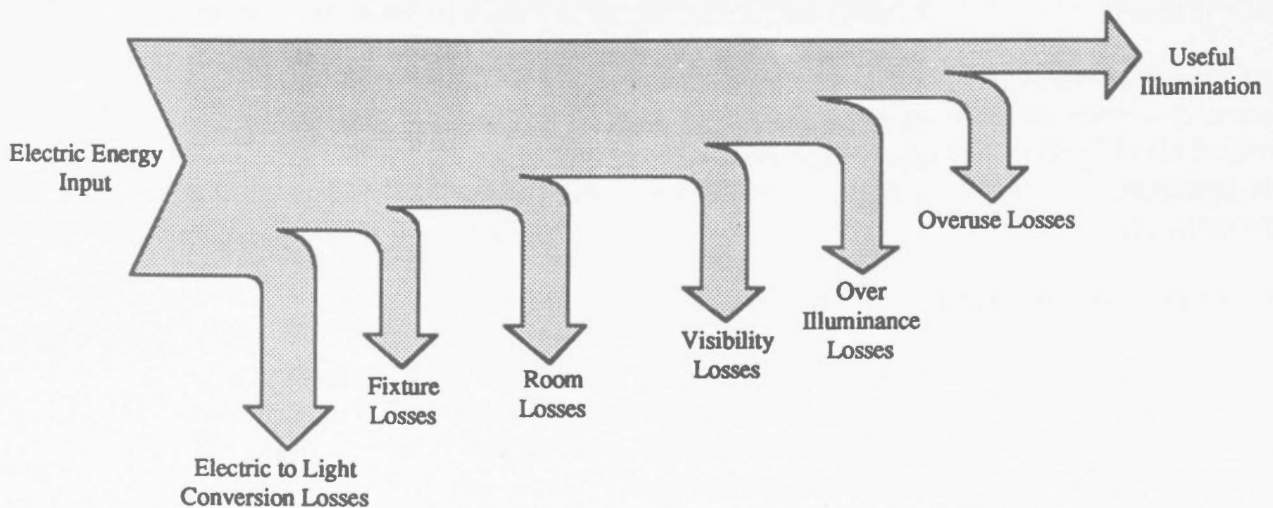 Useful
Illumination
Electric Energy
Input
Overuse Losses
Over
Illuminance
Losses
Visibility
Losses
Room
Losses
Fixture
Losses
Electric to Light
Conversion Losses